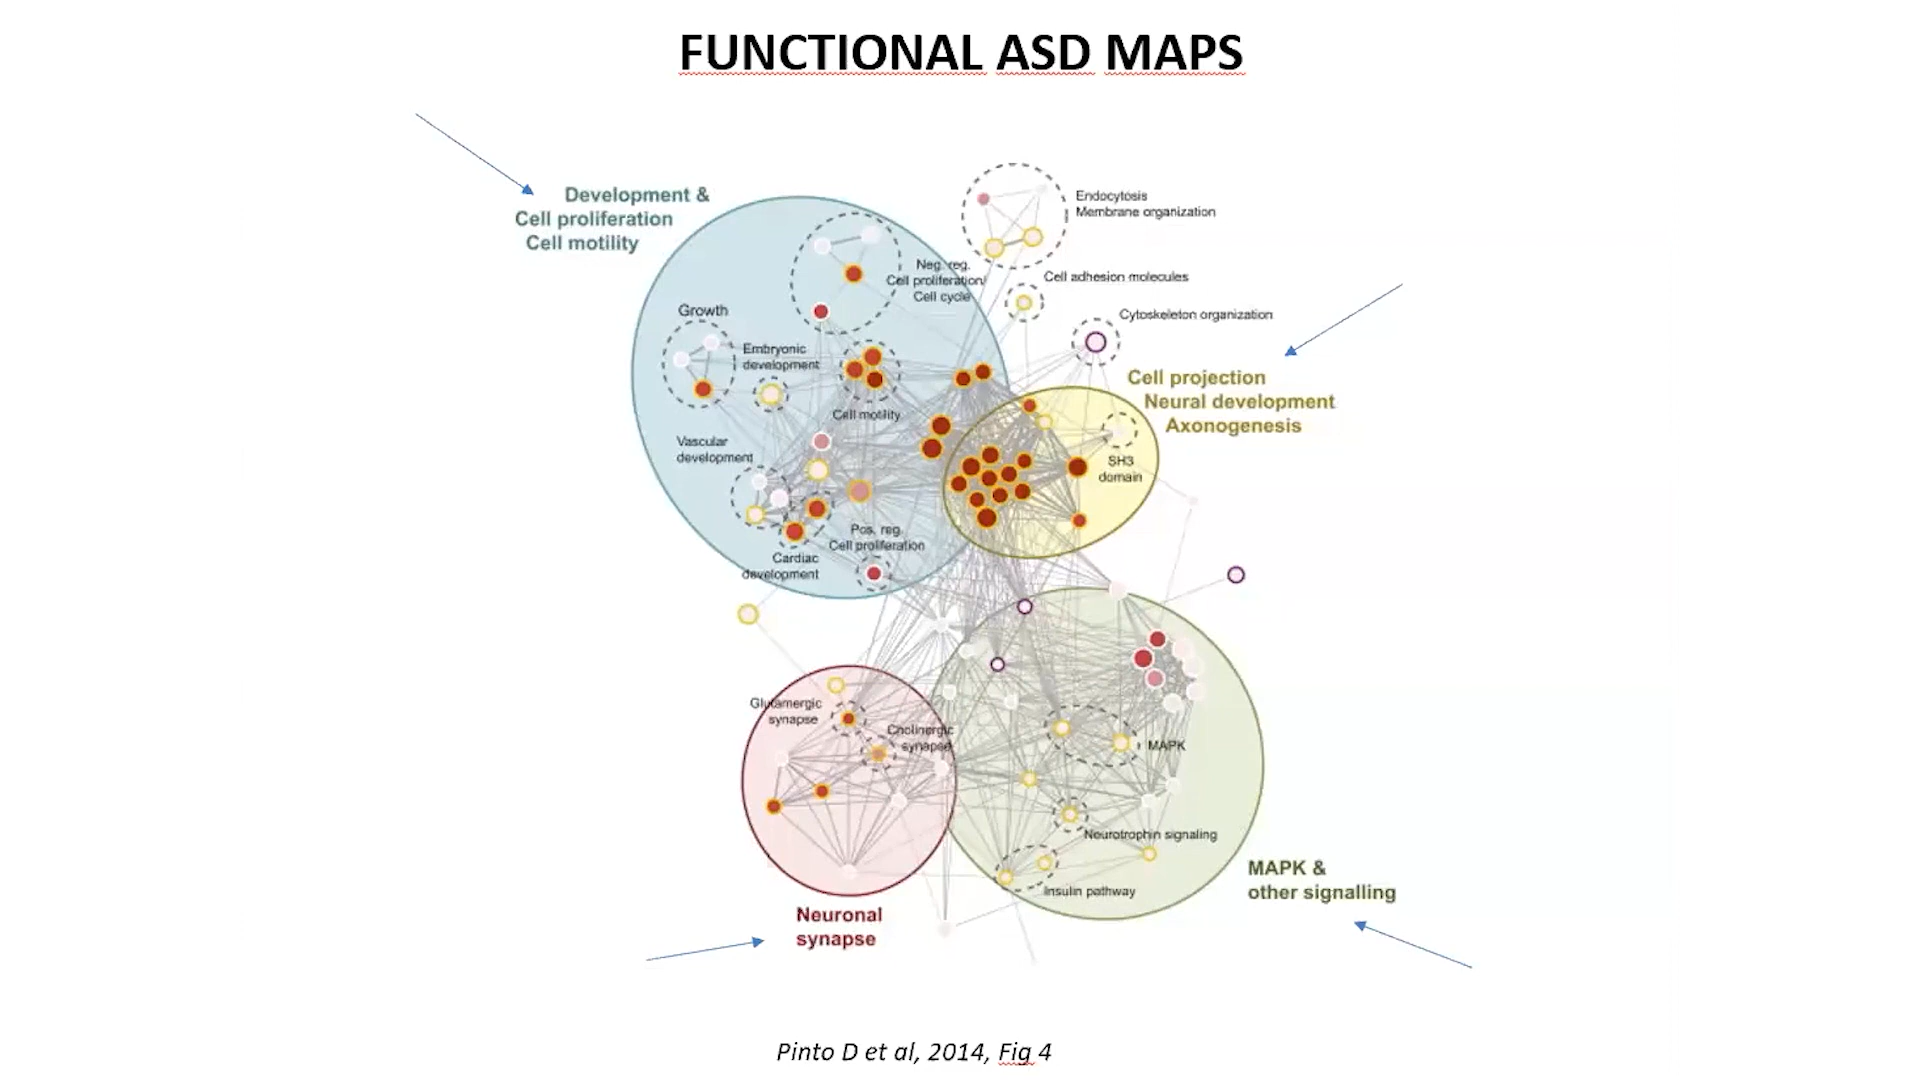 FUNCTIONAL ASD MAPS
Development &
Cell proliferation
Cell motility
Endocytosis
Membrane organization
Neg. reg.
Cell proliferation/
Cell cycle
Cell adhesion molecules
Growth
Cytoskeleton organization
Embryonic
development
Cell projection
Neural development
Axonogenesis
Cell motility
Vascular
development
SH3
domain
Pos. reg.
Cell proliferation
Cardiac
development
Glutamergic
synapse
Cholinergic
synapse
MAPK
Neurotrophin signaling
Insulin pathway
MAPK &
other signalling
Neuronal
synapse
Pinto D et al, 2014, Fig 4